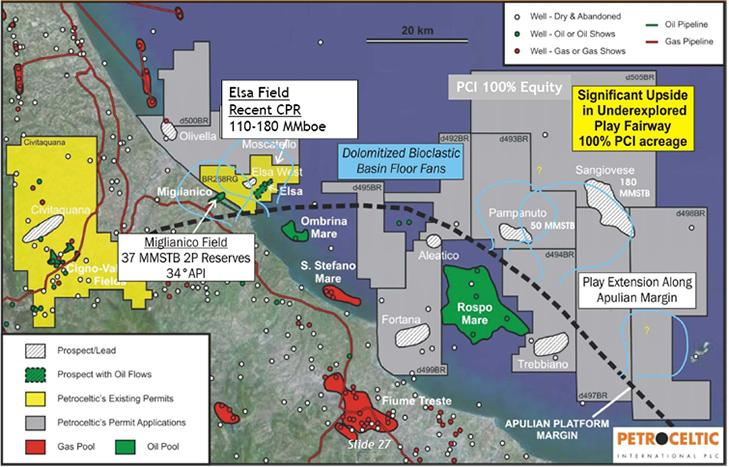 Well - Dry & Abandoned
Well - Oil or Oil Shows
Well - Gas or Gas Shows
Oil Pipeline
Gas Pipeline
20 km
PCI 100% Equity
d505BR
Significant Upside
in Underexplored
Play Fairway
100% PCI acreage
Elsa Field
Recent CPR
110-180 MMboe
d500BR
Olivella
Moscatello
Dolomitized Bioclastic
Basin Floor Fans
d492BR
d493BR
?
Civitaquana
BR268RG
Elsa West
Elsa
Miglianico
d495BR
Sangiovese
180
MMSTB
Civitaquana
Ombrina
Mare
Pampanuto
50 MMSTB
d498BR
Miglianico Field
37 MMSTB 2P Reserves
34°API
Aleatico
d494BR
Cigno-Val
Fields
S. Stefano
Mare
Play Extension Along
Apulian Margin
Rospo
Mare
Fortana
?
Trebbiano
d499BR
d497BR
Prospect/Lead
Prospect with Oil Flows
Petroceltic's Existing Permits
Petroceltic's Permit Applications
Gas Pool
Oil Pool
Fiume Treste
Slide 27
APULIAN PLATFORM
MARGIN
PETROCELTIC
INTERNATIONAL PLC